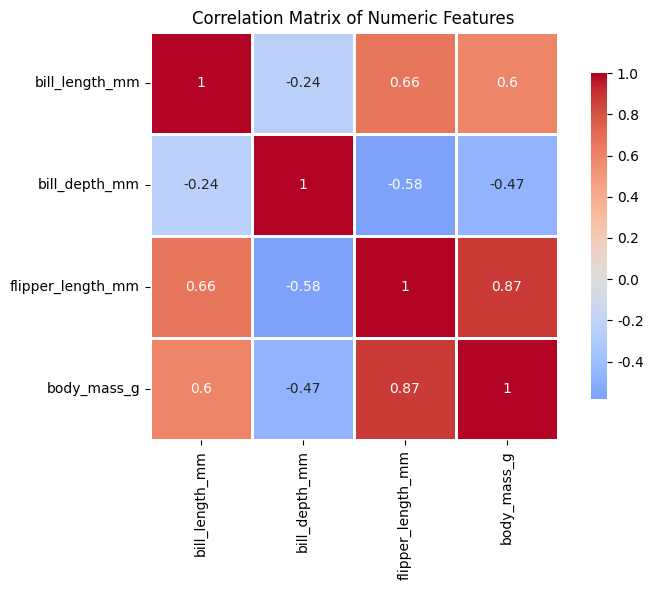 Correlation Matrix of Numeric Features
bill_length_mm 1 -0.24 0.66 0.6
bill_depth_mm -0.24 1 -0.58 -0.47
flipper_length_mm 0.66 -0.58 1 0.87
body_mass_g 0.6 -0.47 0.87 1
bill_length_mm
bill_depth_mm
flipper_length_mm
body_mass_g
1.0
0.8
0.6
0.4
0.2
0.0
-0.2
-0.4